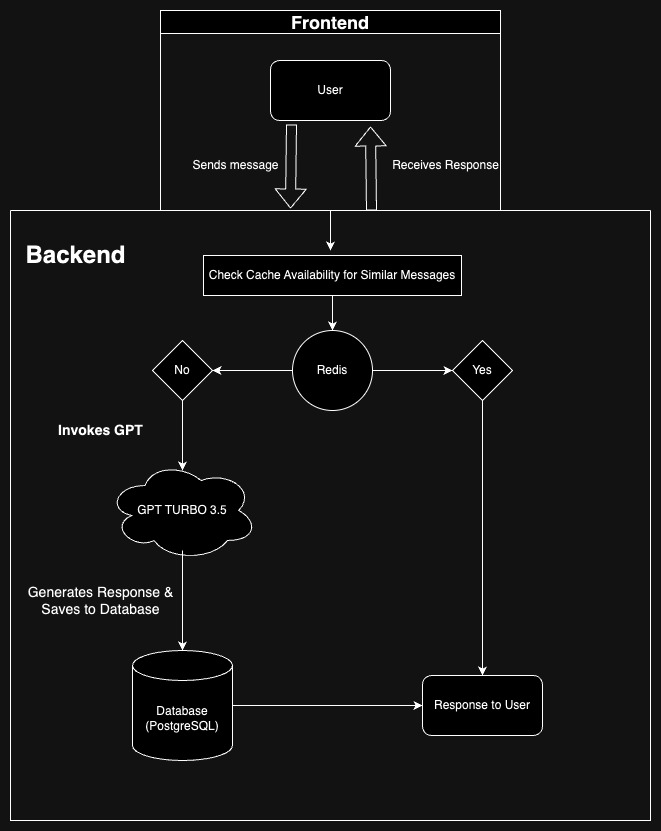 Frontend
User
Sends message
Receives Response
Backend
Check Cache Availability for Similar Messages
No
Redis
Yes
Invokes GPT
GPT TURBO 3.5
Generates Response &
Saves to Database
Database
(PostgreSQL)
Response to User